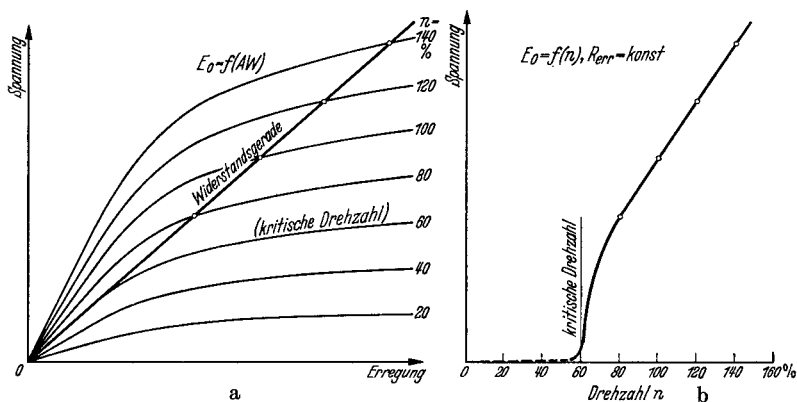 Spannung
E₀=f(AW)
n=
140
%
120
100
80
60
40
20
Widerstandsgerade
(kritische Drehzahl)
0
Erregung
a
Spannung
E₀=f(n), Rerr=konst
kritische Drehzahl
0 20 40 60 80 100 120 140 160%
Drehzahl n
b